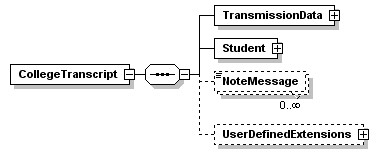 TransmissionData
Student
CollegeTranscript
NoteMessage
0..∞
UserDefinedExtensions